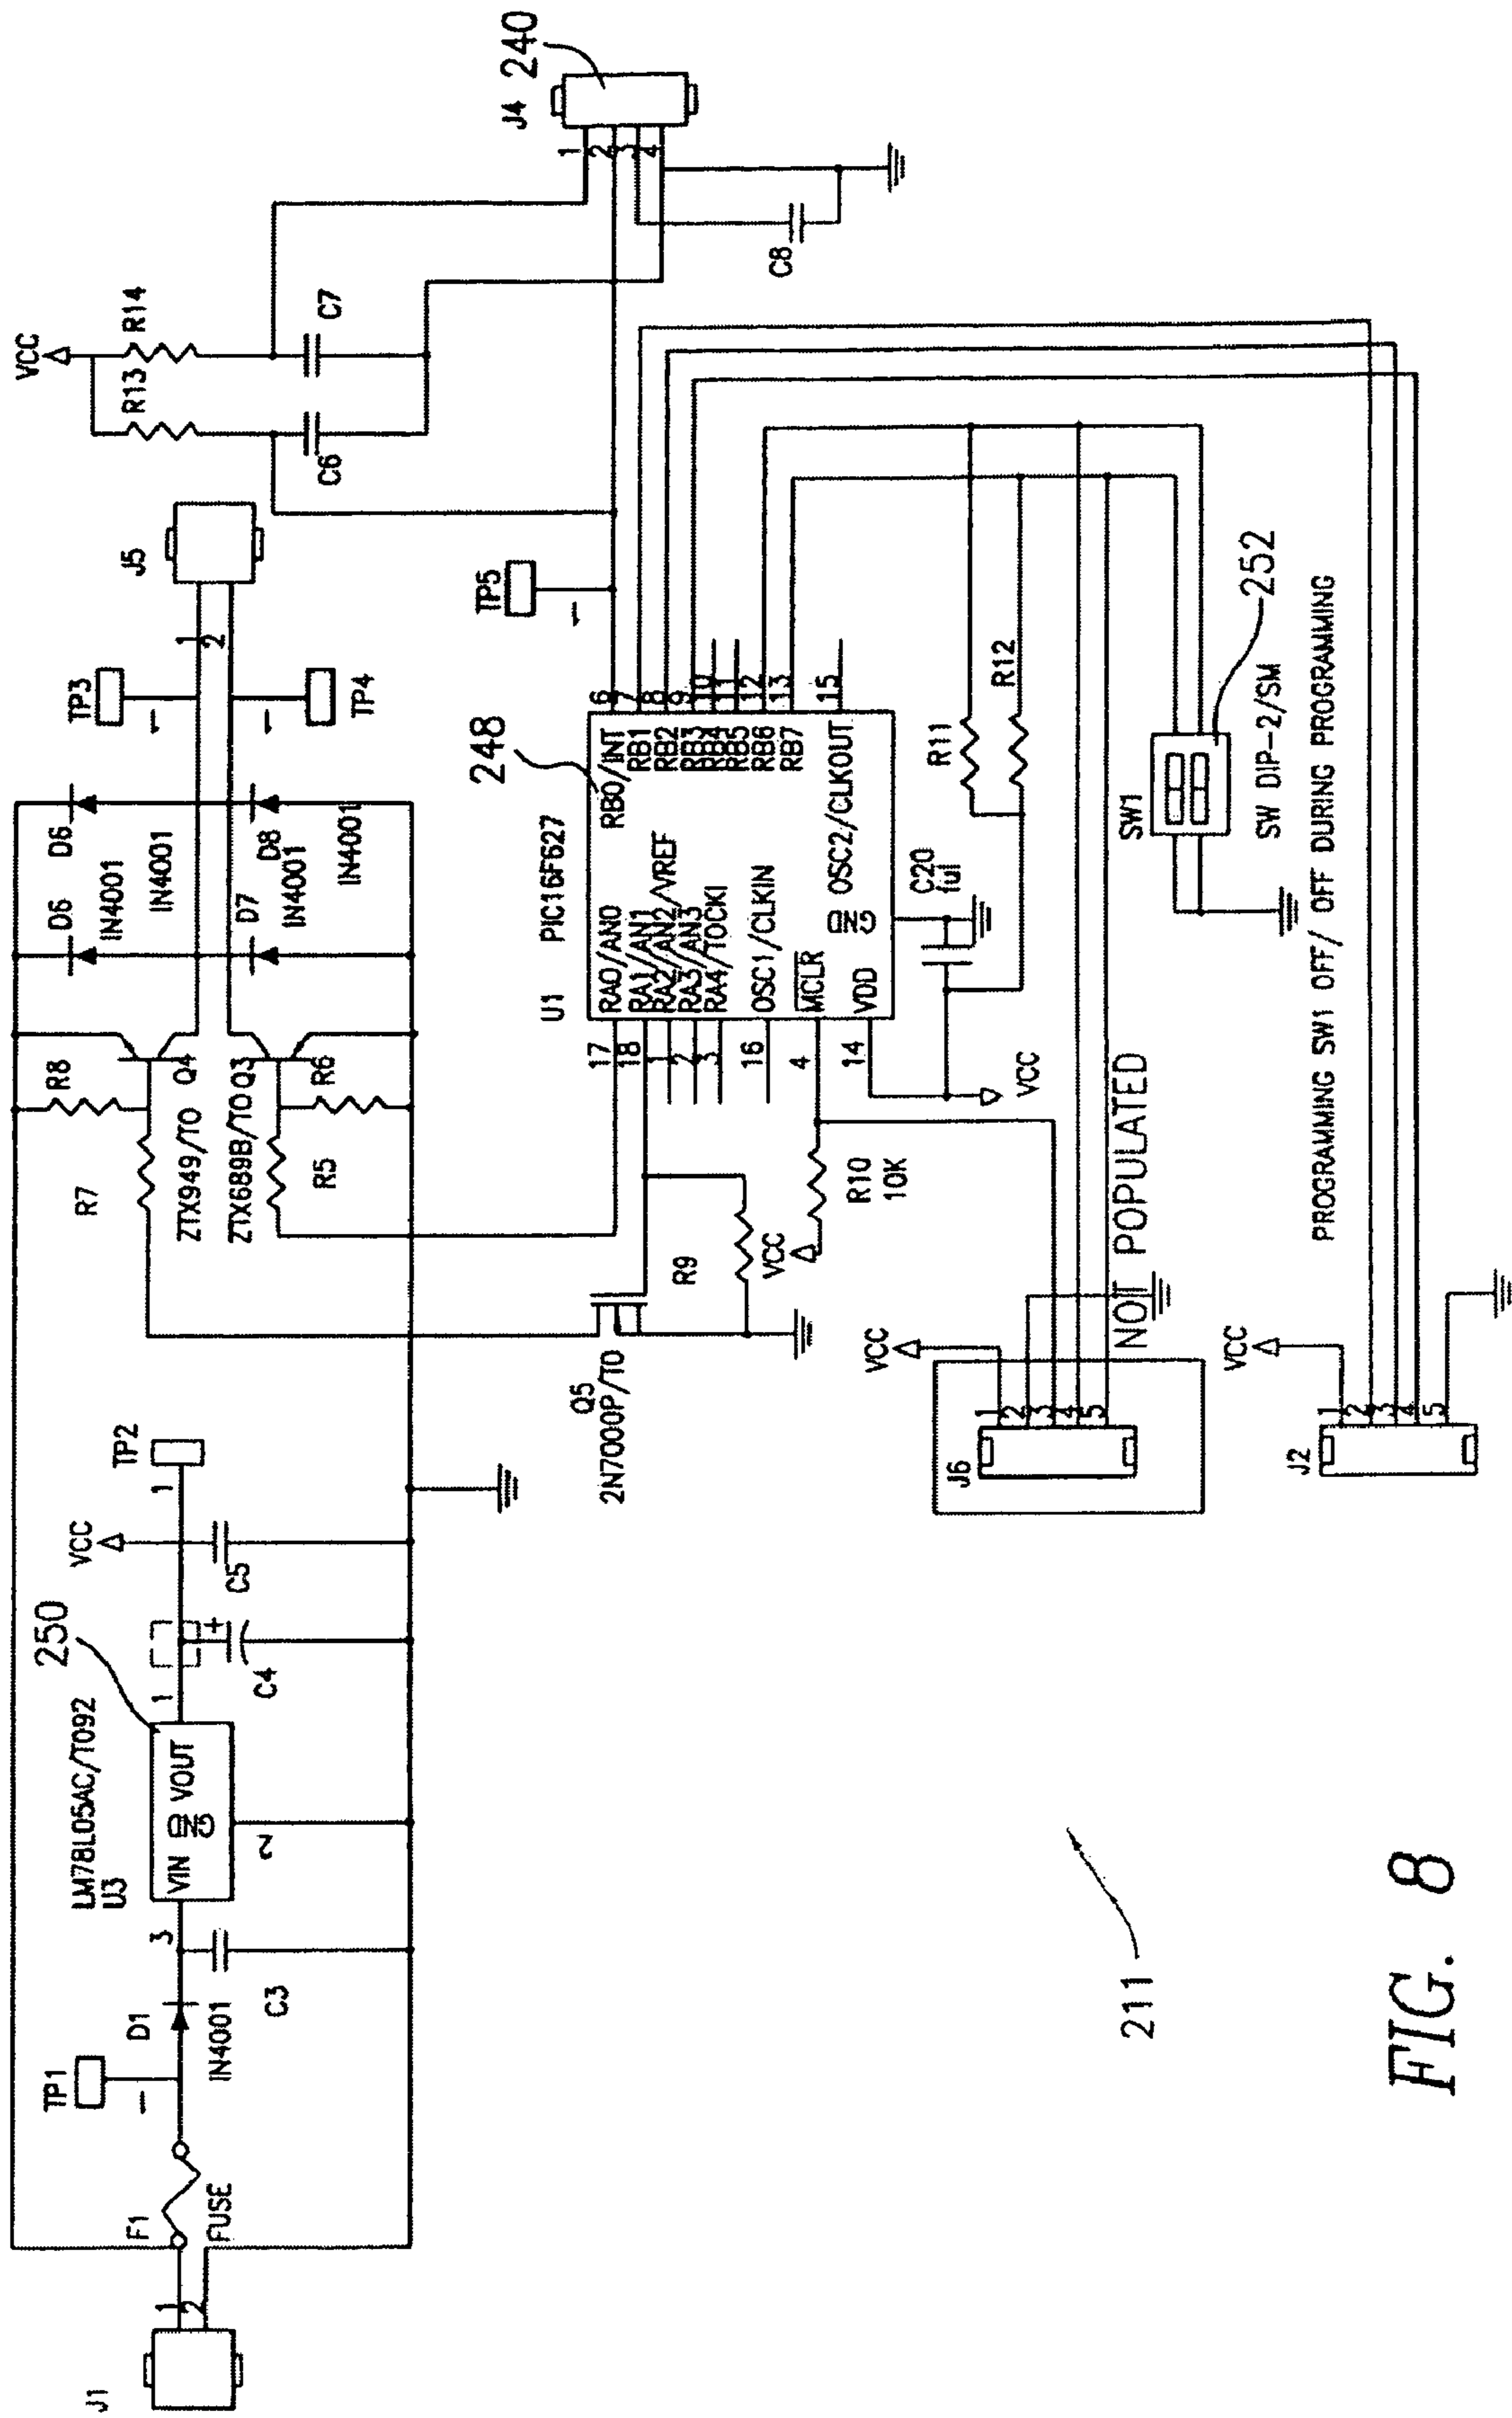 J1
1
2
F1
FUSE
TP1
1
D1
IN4001
C3
3
LM78L05AC/T092
U3
VIN
VOUT
GND
2
250
1
+
C4
VCC
C5
1
TP2
R7
R8
ZTX949/TO
Q4
ZTX689B/TO
Q3
R5
R6
D6
IN4001
D6
IN4001
D7
IN4001
D8
IN4001
TP3
1
TP4
1
J5
1
2
VCC
R13
R14
C6
C7
J4
240
1
2
3
4
C8
TP5
1
Q5
2N7000P/TO
R9
VCC
R10
10K
U1
PIC16F627
248
17
18
1
2
3
16
4
14
RA0/AN0
RA1/AN1
RA2/AN2/VREF
RA3/AN3
RA4/TOCKI
OSC1/CLKIN
MCLR
VDD
GND
RB0/INT
RB1
RB2
RB3
RB4
RB5
RB6
RB7
OSC2/CLKOUT
6
7
8
9
10
11
12
13
15
VCC
C20
1u
R11
R12
NOT POPULATED
VCC
J6
1
2
3
4
5
SW1
252
SW DIP-2/SM
PROGRAMMING SW1 OFF/ OFF DURING PROGRAMMING
VCC
J2
1
2
3
4
5
211
FIG. 8